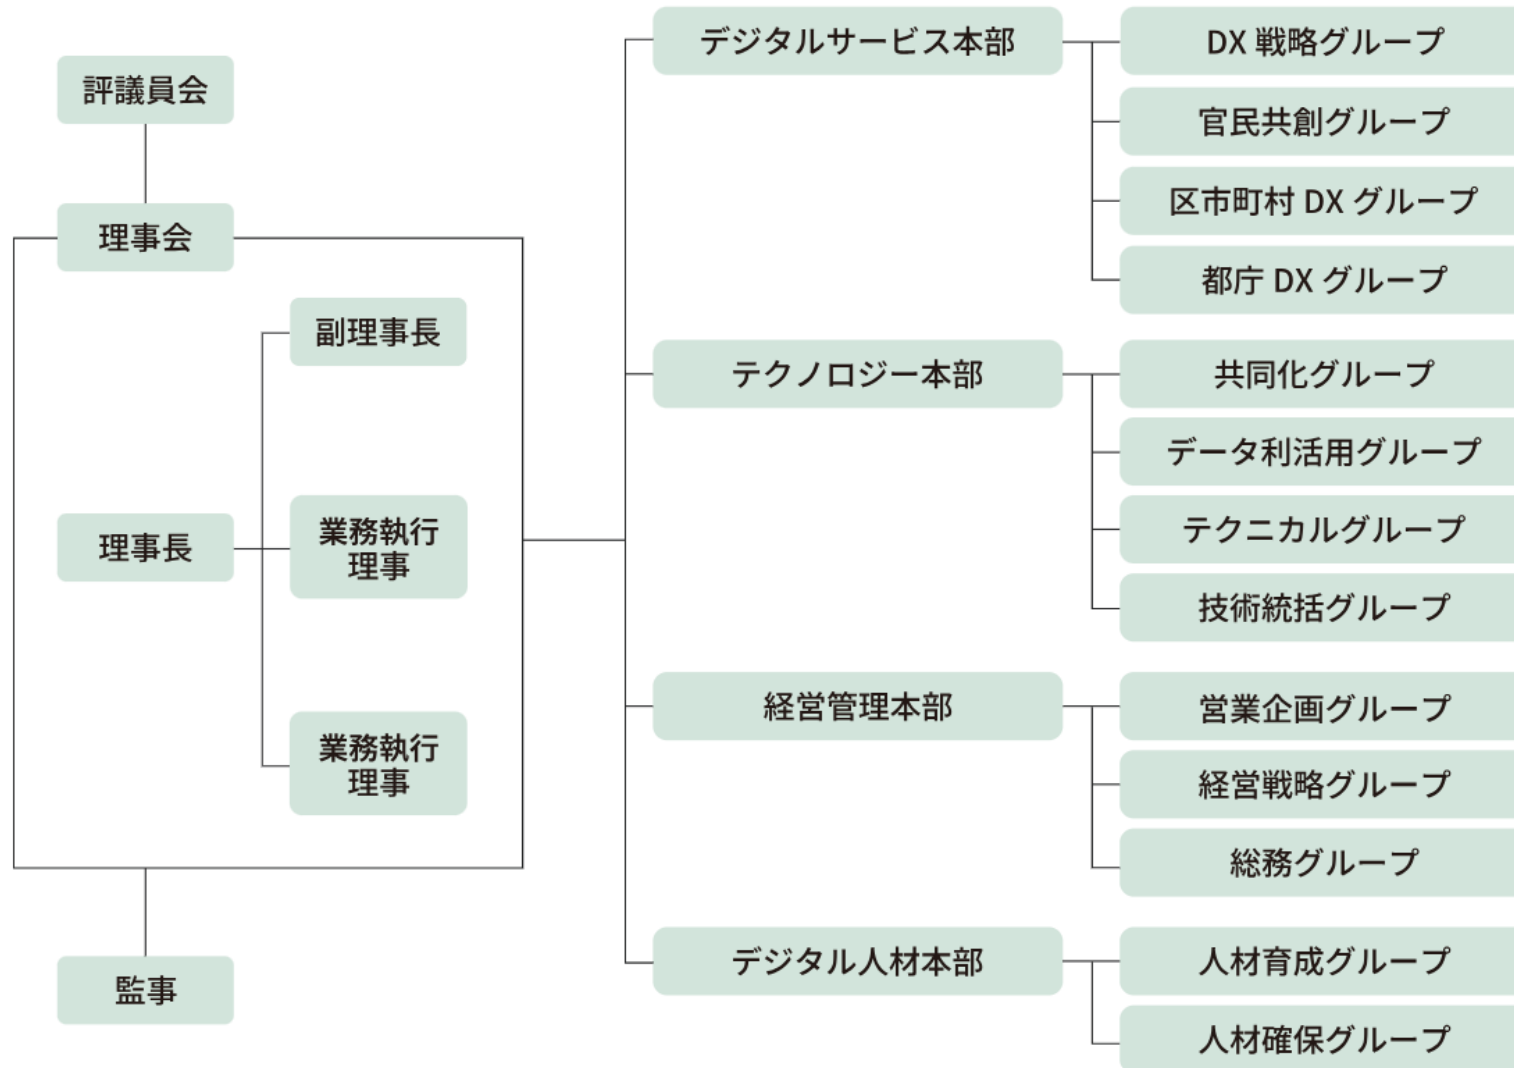 評議員会
理事会
副理事長
理事長
業務執行
理事
業務執行
理事
監事
デジタルサービス本部
DX 戦略グループ
官民共創グループ
区市町村 DX グループ
都庁 DX グループ
テクノロジー本部
共同化グループ
データ利活用グループ
テクニカルグループ
技術統括グループ
経営管理本部
営業企画グループ
経営戦略グループ
総務グループ
デジタル人材本部
人材育成グループ
人材確保グループ